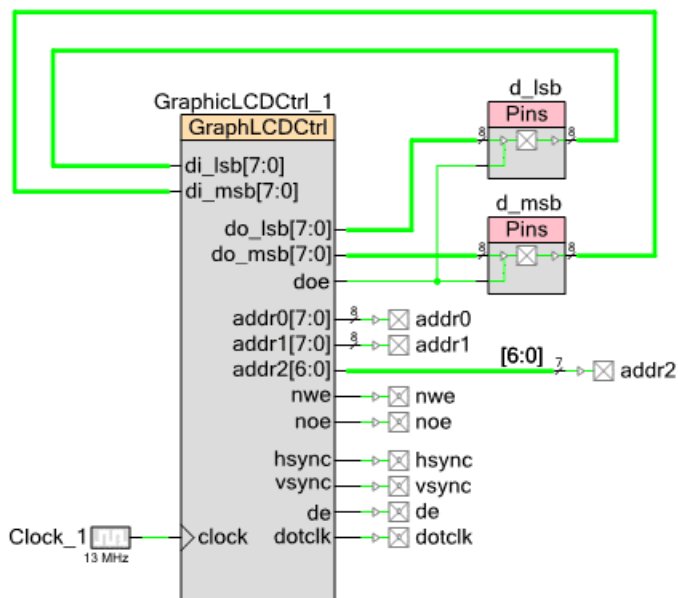 d_lsb
GraphicLCDCtrl_1
Pins
GraphLCDCtrl
8
8
di_lsb[7:0]
di_msb[7:0]
d_msb
Pins
do_lsb[7:0]
do_msb[7:0]
8
8
doe
addr0[7:0]
8
addr0
addr1[7:0]
8
addr1
addr2[6:0]
[6:0]
7
addr2
nwe
nwe
noe
noe
hsync
hsync
vsync
vsync
de
de
Clock_1
clock
dotclk
dotclk
13 MHz